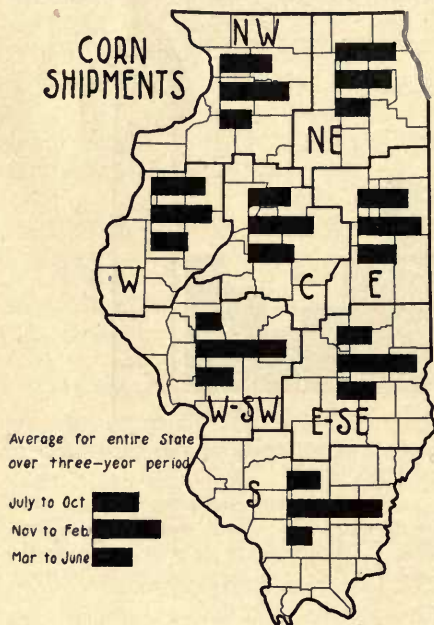 CORN
SHIPMENTS
NW
NE
W
C
E
W-SW
E-SE
S
Average for entire State
over three-year period
July to Oct
Nov to Feb
Mar to June